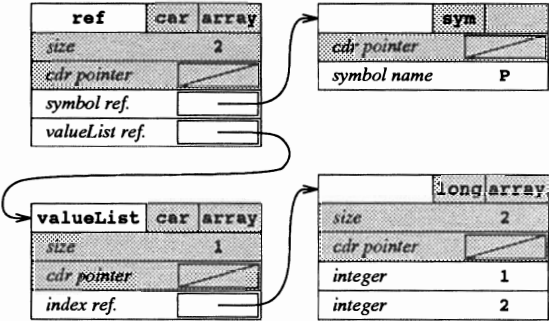 ref car array
size 2
cdr pointer
symbol ref.
valueList ref.
sym
cdr pointer
symbol name P
valueList car array
size 1
cdr pointer
index ref.
long array
size 2
cdr pointer
integer 1
integer 2